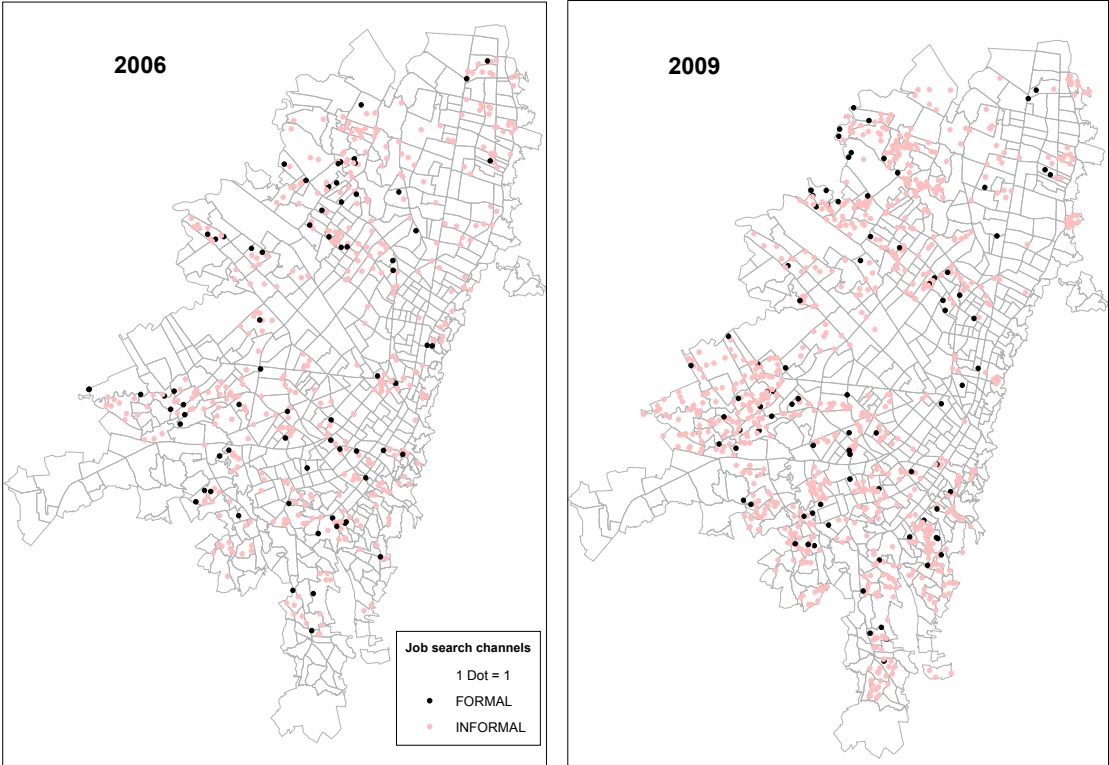 2006
2009
Job search channels
1 Dot = 1
FORMAL
INFORMAL